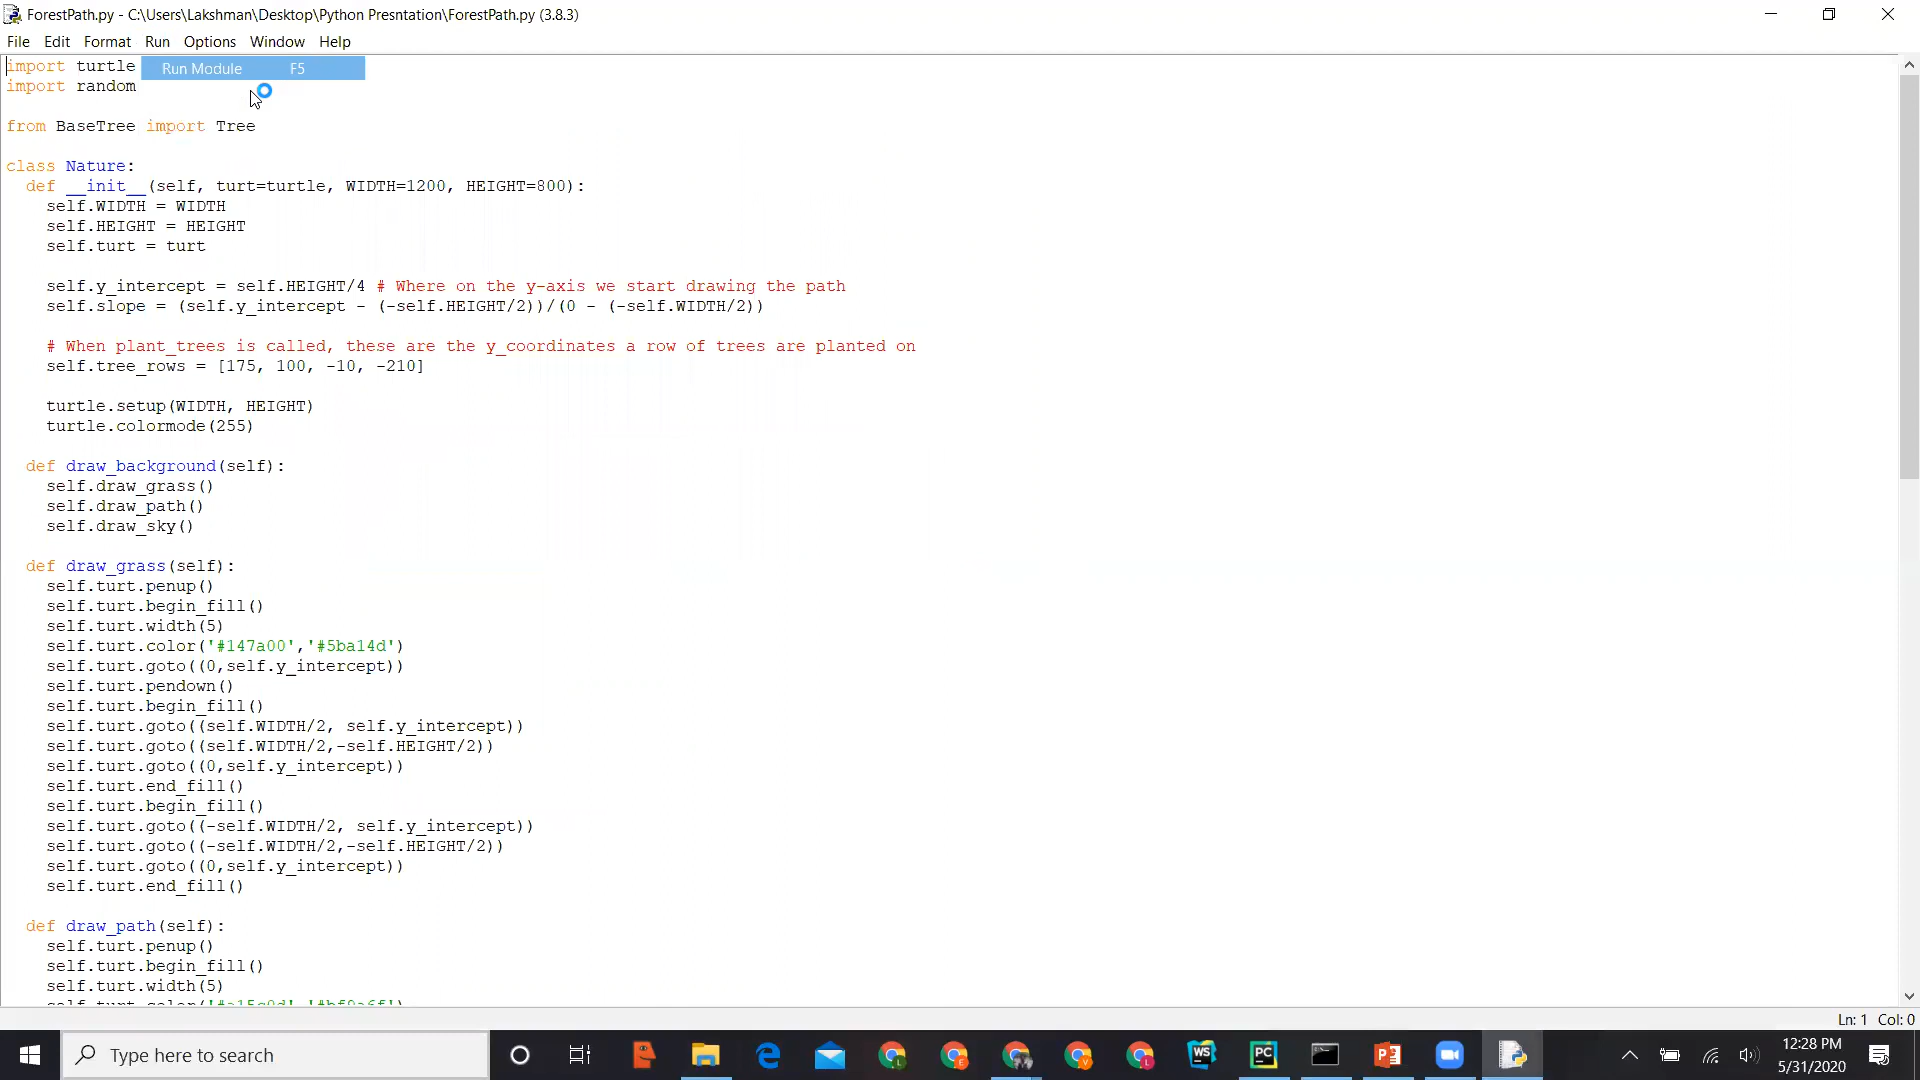 ForestPath.py - C:\Users\Lakshman\Desktop\Python Presntation\ForestPath.py (3.8.3)
File Edit Format Run Options Window Help
import turtle
Run Module F5
import random
from BaseTree import Tree
class Nature:
  def __init__(self, turt=turtle, WIDTH=1200, HEIGHT=800):
    self.WIDTH = WIDTH
    self.HEIGHT = HEIGHT
    self.turt = turt
    self.y_intercept = self.HEIGHT/4 # Where on the y-axis we start drawing the path
    self.slope = (self.y_intercept - (-self.HEIGHT/2))/(0 - (-self.WIDTH/2))
    # When plant_trees is called, these are the y_coordinates a row of trees are planted on
    self.tree_rows = [175, 100, -10, -210]
    turtle.setup(WIDTH, HEIGHT)
    turtle.colormode(255)
  def draw_background(self):
    self.draw_grass()
    self.draw_path()
    self.draw_sky()
  def draw_grass(self):
    self.turt.penup()
    self.turt.begin_fill()
    self.turt.width(5)
    self.turt.color('#147a00','#5ba14d')
    self.turt.goto((0,self.y_intercept))
    self.turt.pendown()
    self.turt.begin_fill()
    self.turt.goto((self.WIDTH/2, self.y_intercept))
    self.turt.goto((self.WIDTH/2,-self.HEIGHT/2))
    self.turt.goto((0,self.y_intercept))
    self.turt.end_fill()
    self.turt.begin_fill()
    self.turt.goto((-self.WIDTH/2, self.y_intercept))
    self.turt.goto((-self.WIDTH/2,-self.HEIGHT/2))
    self.turt.goto((0,self.y_intercept))
    self.turt.end_fill()
  def draw_path(self):
    self.turt.penup()
    self.turt.begin_fill()
    self.turt.width(5)
Ln: 1 Col: 0
Type here to search
WS
PC
12:28 PM
5/31/2020